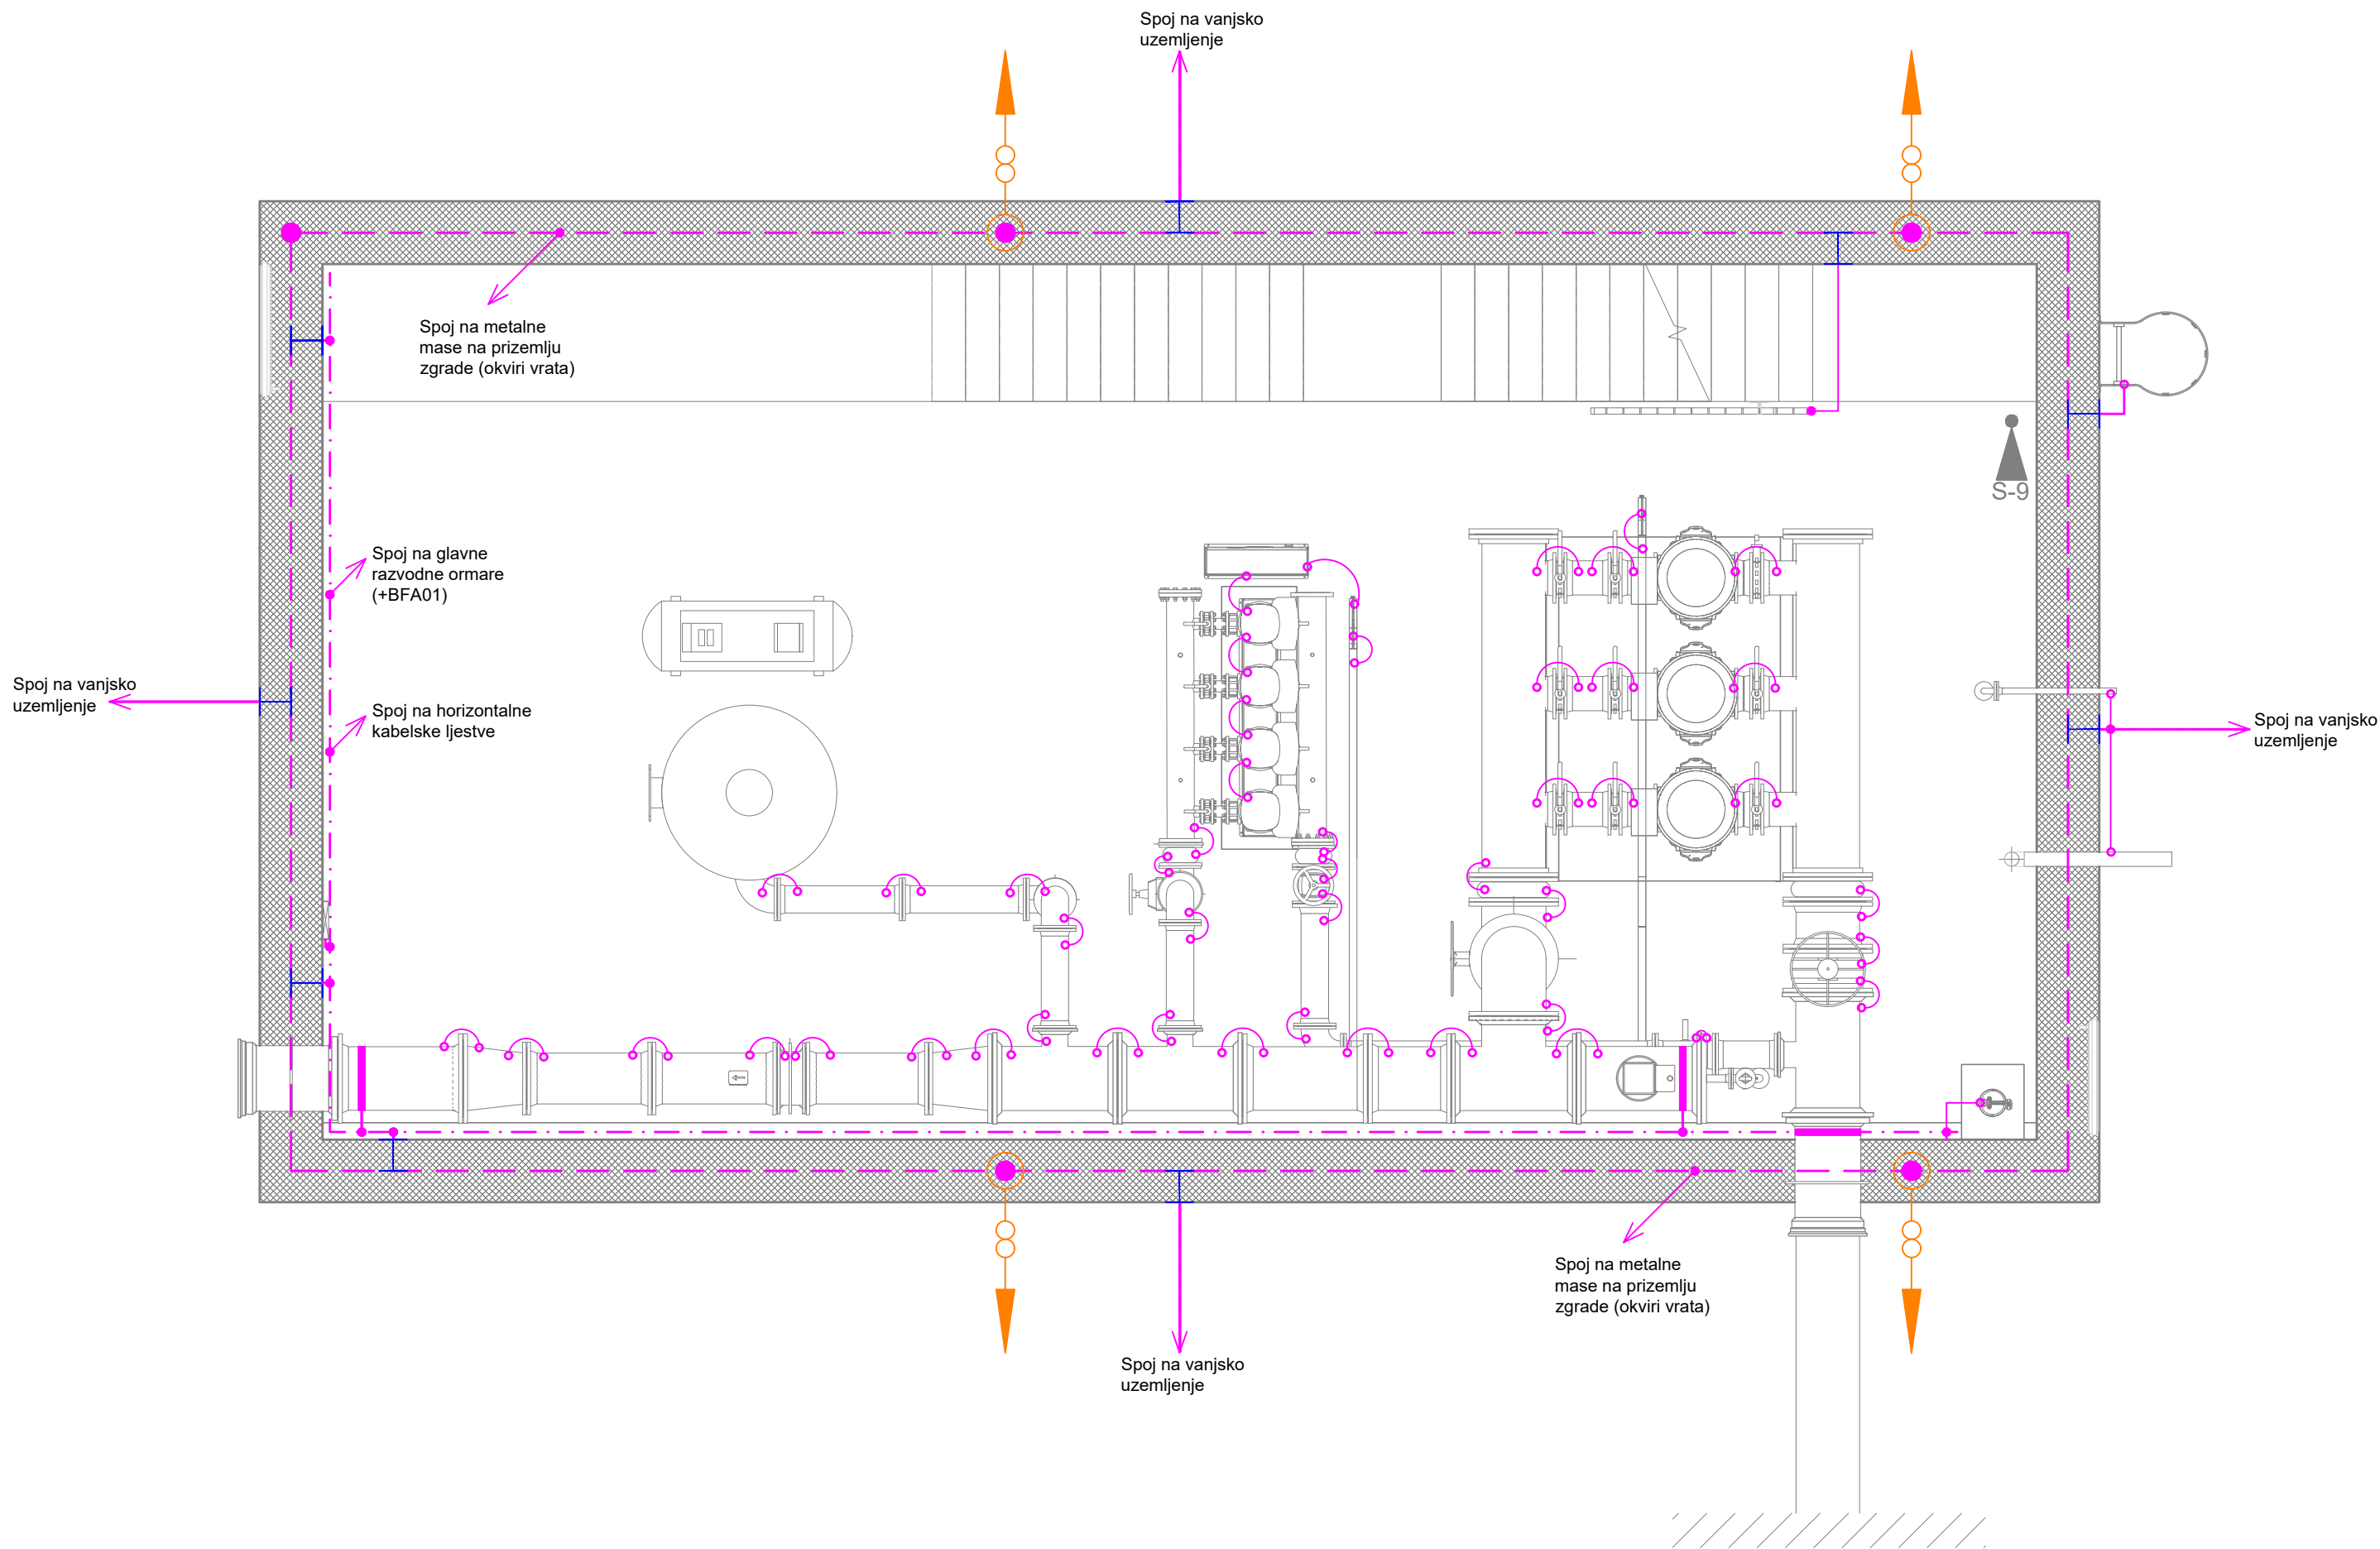 Spoj na vanjsko
uzemljenje
Spoj na metalne
mase na prizemlju
zgrade (okviri vrata)
S-9
Spoj na glavne
razvodne ormare
(+BFA01)
Spoj na vanjsko
uzemljenje
Spoj na horizontalne
kabelske ljestve
Spoj na vanjsko
uzemljenje
Spoj na metalne
mase na prizemlju
zgrade (okviri vrata)
Spoj na vanjsko
uzemljenje